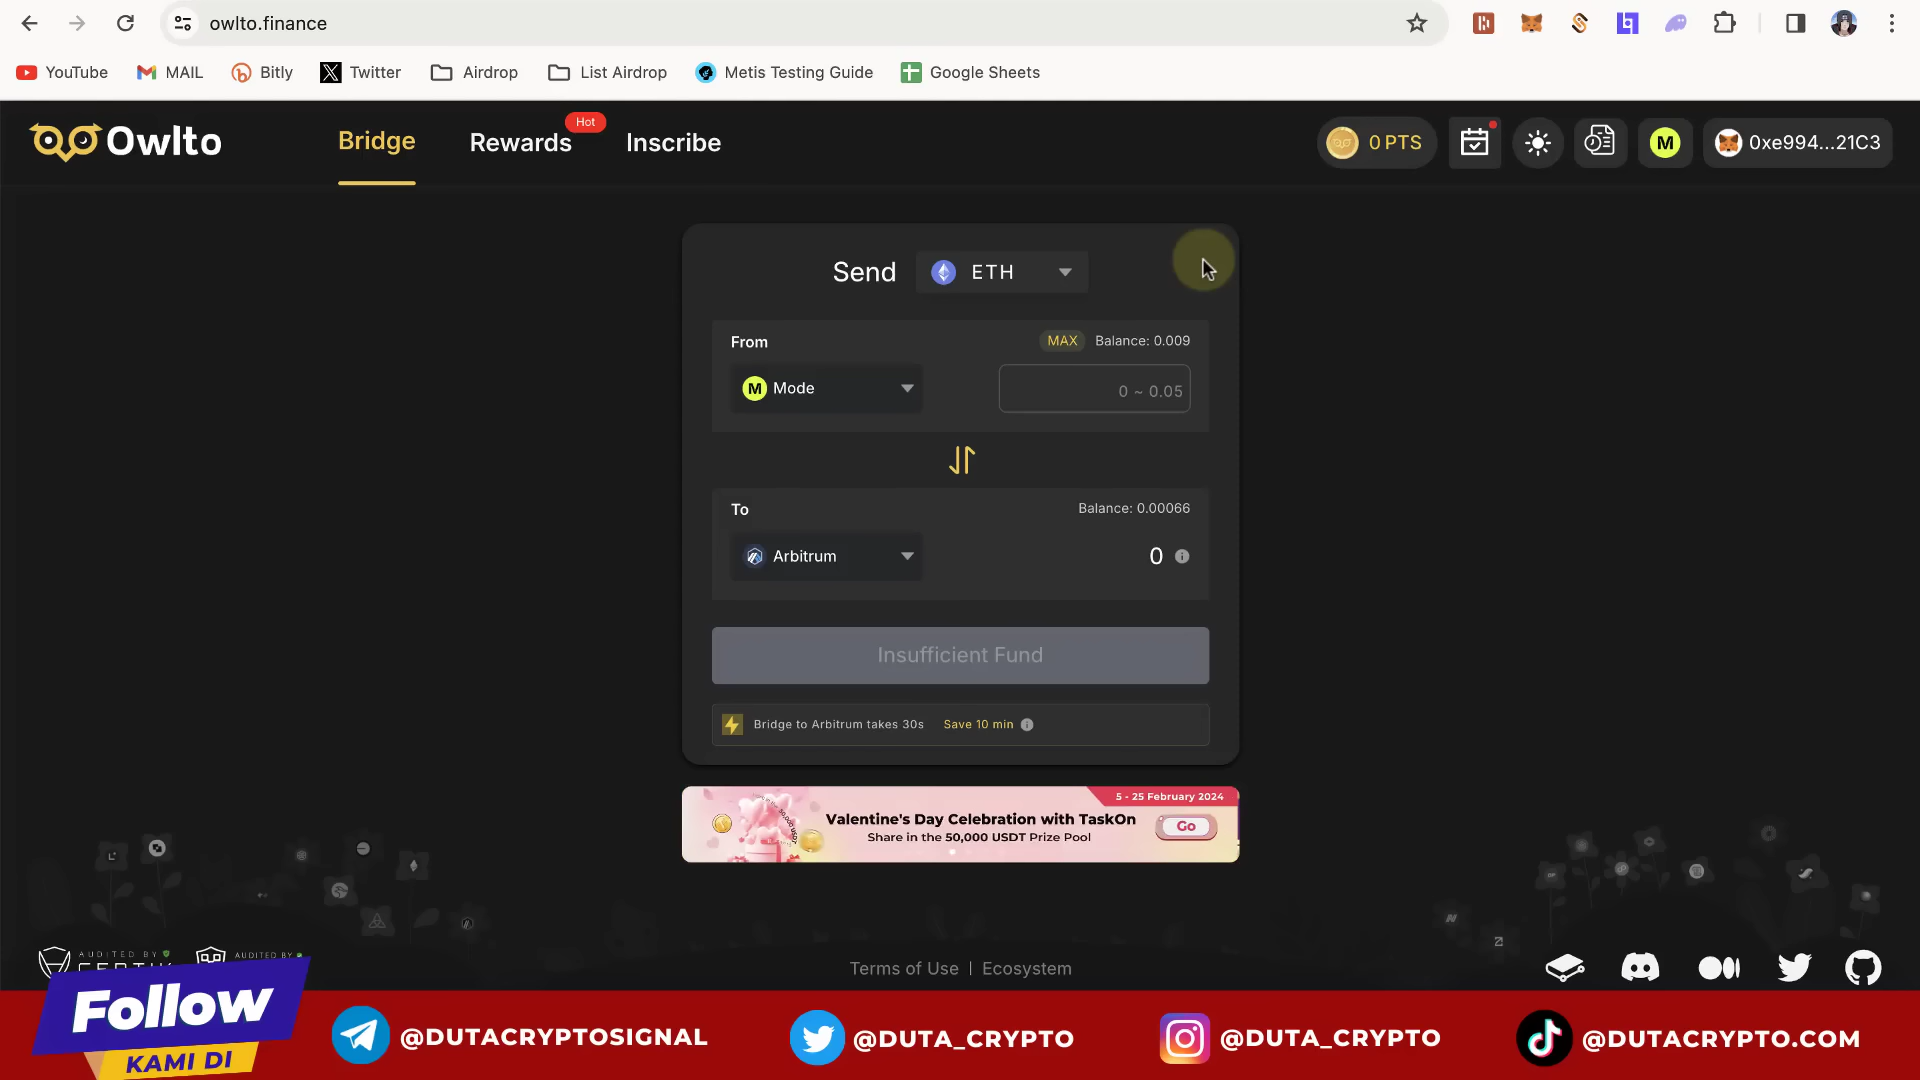 owlto.finance
YouTube MAIL Bitly Twitter Airdrop List Airdrop Metis Testing Guide Google Sheets
Owlto Bridge Rewards Hot Inscribe 0 PTS M 0xe994...21C3
Send ETH
From MAX Balance: 0.009
M Mode 0 ~ 0.05
To Balance: 0.00066
Arbitrum 0
Insufficient Fund
Bridge to Arbitrum takes 30s Save 10 min
5 - 25 February 2024
Valentine's Day Celebration with TaskOn
Share in the 50,000 USDT Prize Pool
Go
AUDITED BY AUDITED BY
Terms of Use | Ecosystem
Follow
KAMI DI
@DUTACRYPTOSIGNAL @DUTA_CRYPTO @DUTA_CRYPTO @DUTACRYPTO.COM